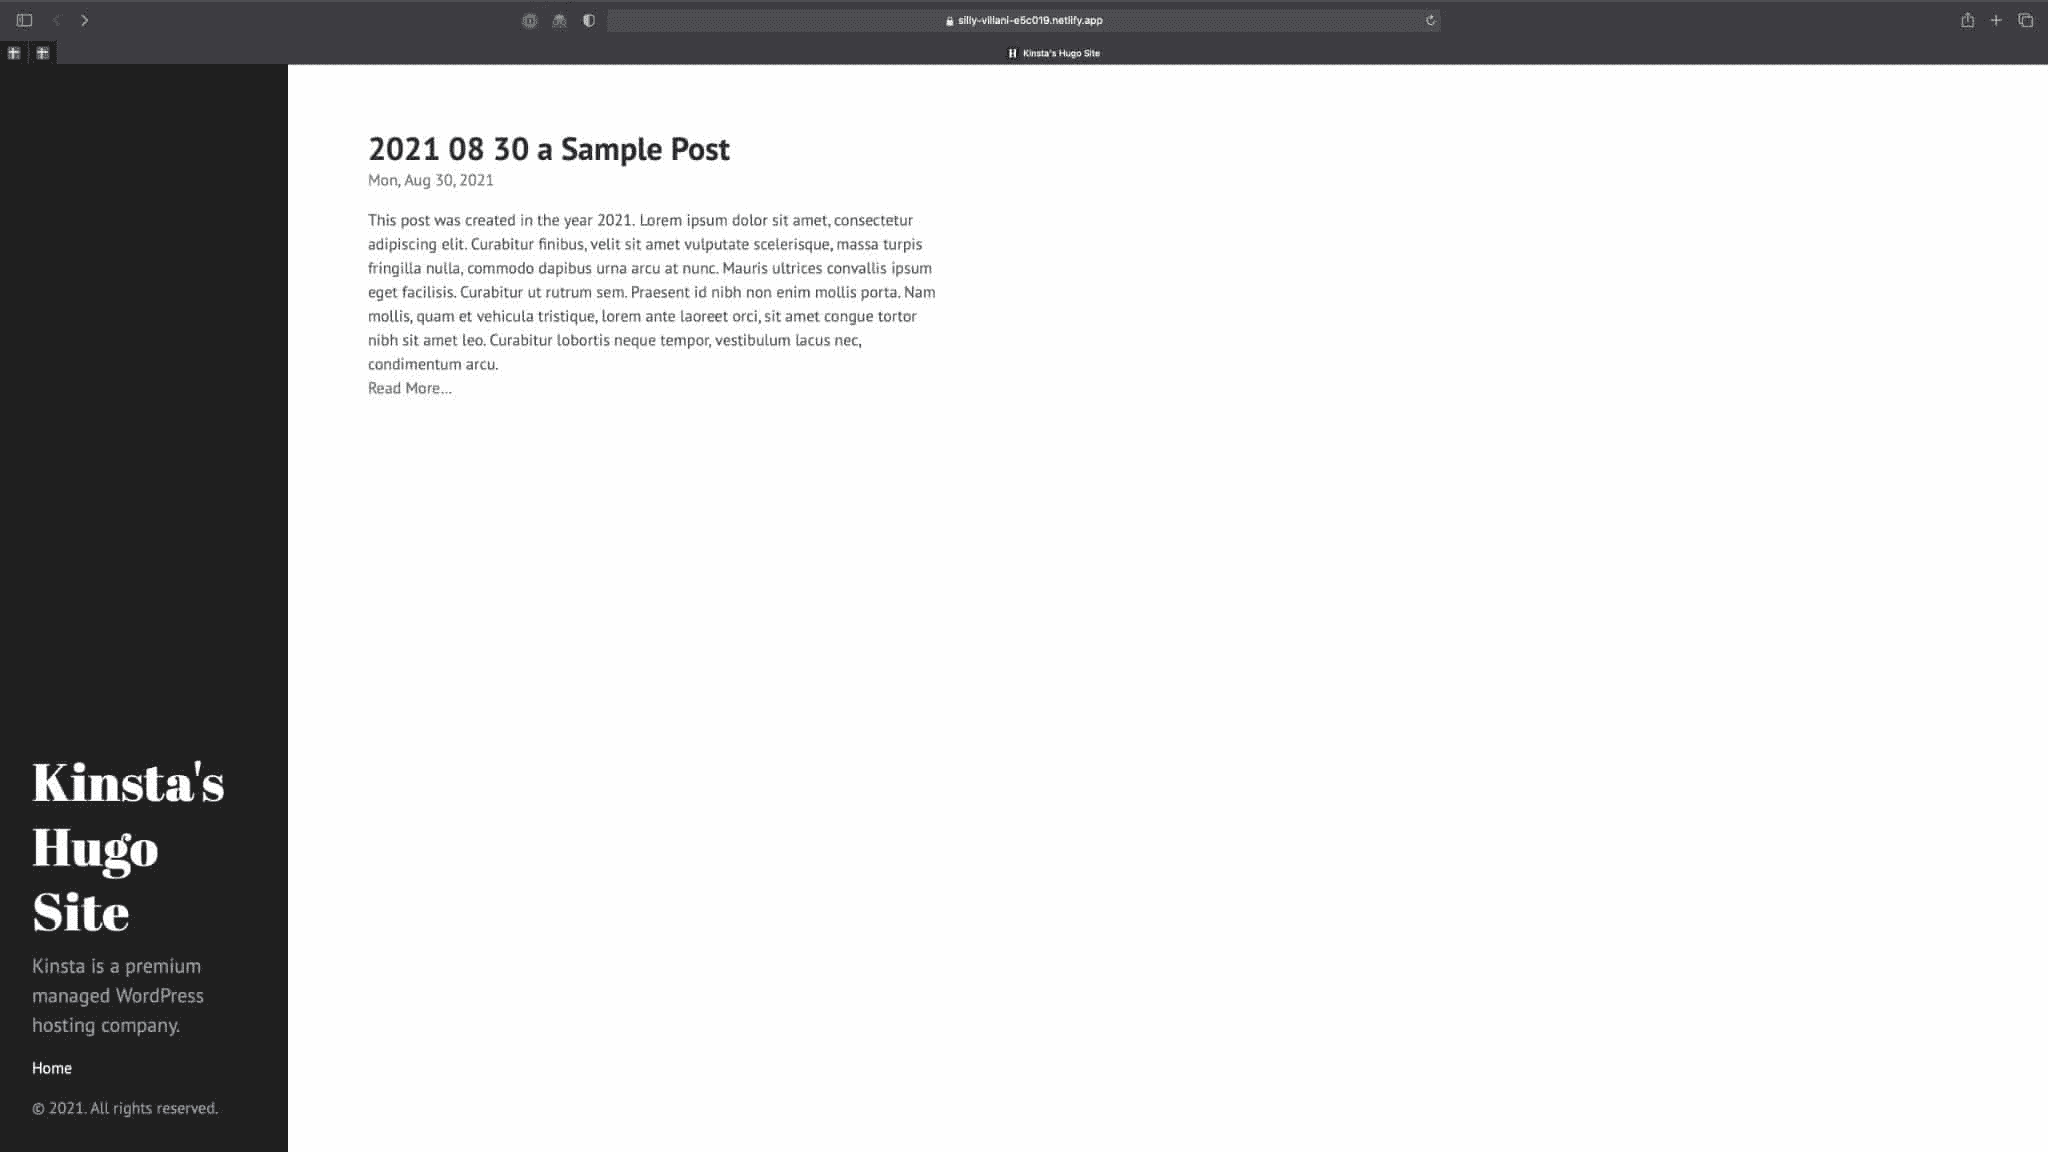 silly-villani-e5c019.netlify.app
Kinsta's Hugo Site
2021 08 30 a Sample Post
Mon, Aug 30, 2021
This post was created in the year 2021. Lorem ipsum dolor sit amet, consectetur
adipiscing elit. Curabitur finibus, velit sit amet vulputate scelerisque, massa turpis
fringilla nulla, commodo dapibus urna arcu at nunc. Mauris ultrices convallis ipsum
eget facilisis. Curabitur ut rutrum sem. Praesent id nibh non enim mollis porta. Nam
mollis, quam et vehicula tristique, lorem ante laoreet orci, sit amet congue tortor
nibh sit amet leo. Curabitur lobortis neque tempor, vestibulum lacus nec,
condimentum arcu.
Read More…
Kinsta's
Hugo
Site
Kinsta is a premium
managed WordPress
hosting company.
Home
© 2021. All rights reserved.